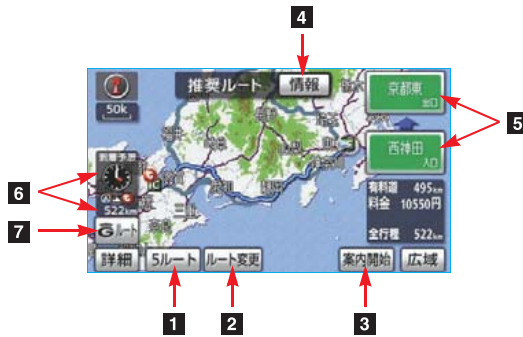 4
推奨ルート 情報
50k
京都東
出口
5
西神田
入口
到着予想
6
522km
有料道 495km
料金 10550円
全行程 522km
7
Gルート
詳細 5ルート ルート変更 案内開始 広域
1 2 3